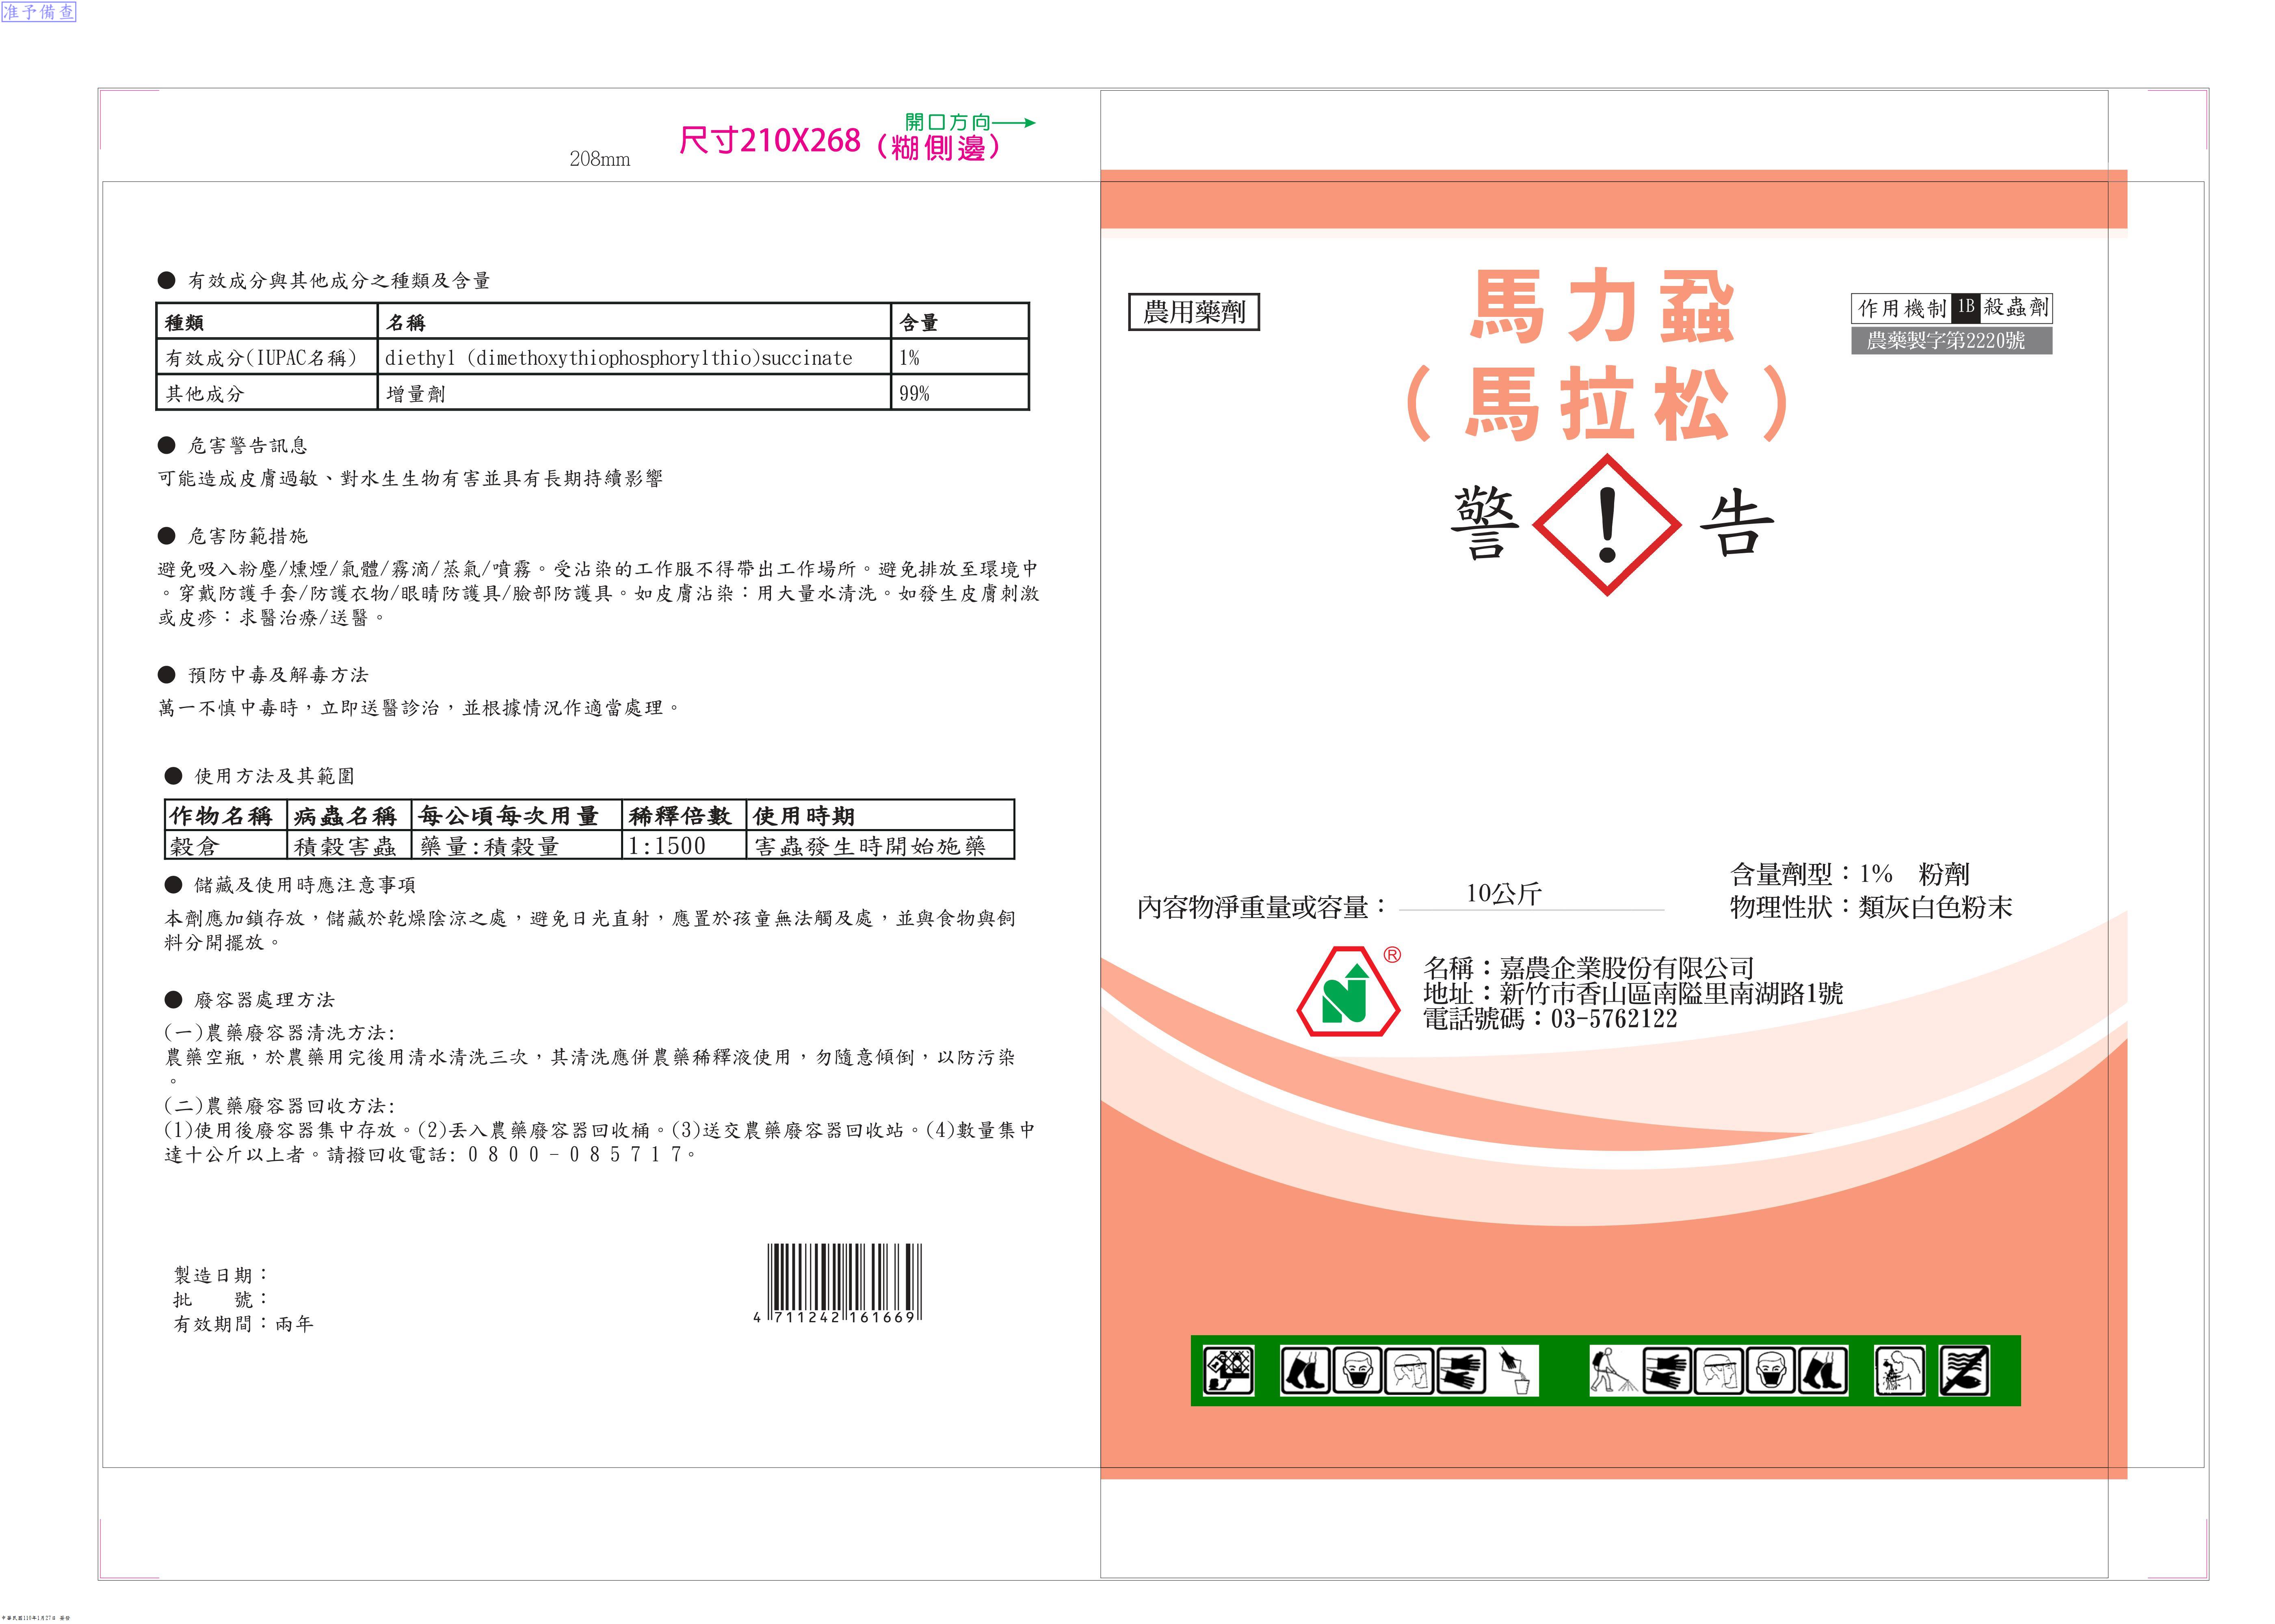 准予備查
開口方向
尺寸210X268（糊側邊）
208mm
● 有效成分與其他成分之種類及含量
種類 名稱 含量
有效成分(IUPAC名稱) diethyl (dimethoxythiophosphorylthio)succinate 1%
其他成分 增量劑 99%
● 危害警告訊息
可能造成皮膚過敏、對水生生物有害並具有長期持續影響
● 危害防範措施
避免吸入粉塵/燻煙/氣體/霧滴/蒸氣/噴霧。受沾染的工作服不得帶出工作場所。避免排放至環境中
。穿戴防護手套/防護衣物/眼睛防護具/臉部防護具。如皮膚沾染：用大量水清洗。如發生皮膚刺激
或皮疹：求醫治療/送醫。
● 預防中毒及解毒方法
萬一不慎中毒時，立即送醫診治，並根據情況作適當處理。
● 使用方法及其範圍
作物名稱 病蟲名稱 每公頃每次用量 稀釋倍數 使用時期
穀倉 積穀害蟲 藥量:積穀量 1:1500 害蟲發生時開始施藥
● 儲藏及使用時應注意事項
本劑應加鎖存放，儲藏於乾燥陰涼之處，避免日光直射，應置於孩童無法觸及處，並與食物與飼
料分開擺放。
● 廢容器處理方法
(一)農藥廢容器清洗方法:
農藥空瓶，於農藥用完後用清水清洗三次，其清洗應併農藥稀釋液使用，勿隨意傾倒，以防污染
。
(二)農藥廢容器回收方法:
(1)使用後廢容器集中存放。(2)丟入農藥廢容器回收桶。(3)送交農藥廢容器回收站。(4)數量集中
達十公斤以上者。請撥回收電話: 0800-085717。
製造日期：
批　　號：
有效期間：兩年
4 711242 161669
農用藥劑
馬力蝨
（馬拉松）
作用機制 1B 殺蟲劑
農藥製字第2220號
警 ! 告
含量劑型：1%　粉劑
內容物淨重量或容量： 10公斤
物理性狀：類灰白色粉末
®
名稱：嘉農企業股份有限公司
地址：新竹市香山區南隘里南湖路1號
電話號碼：03-5762122